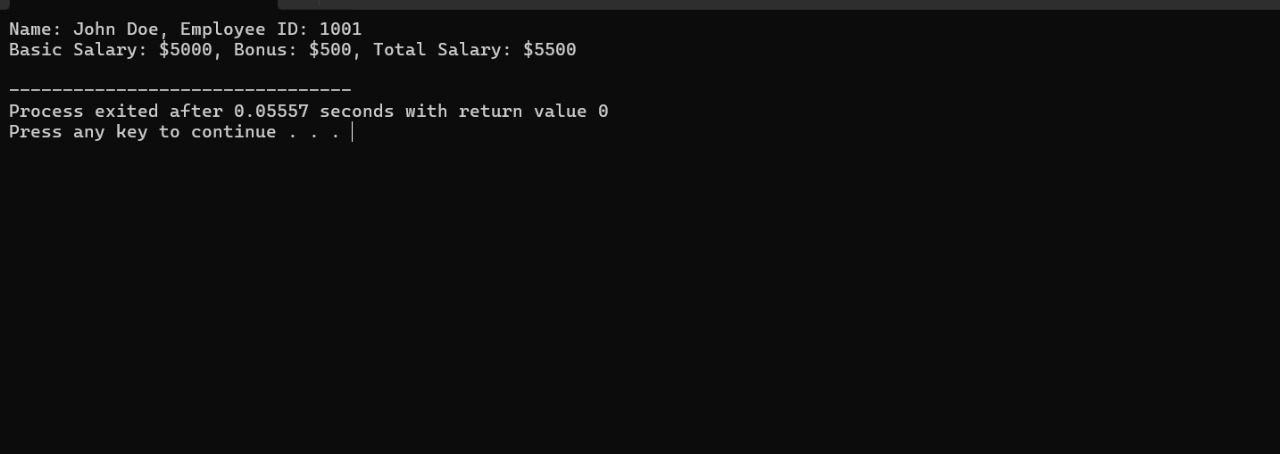 Name: John Doe, Employee ID: 1001
Basic Salary: $5000, Bonus: $500, Total Salary: $5500
--------------------------------
Process exited after 0.05557 seconds with return value 0
Press any key to continue . . .